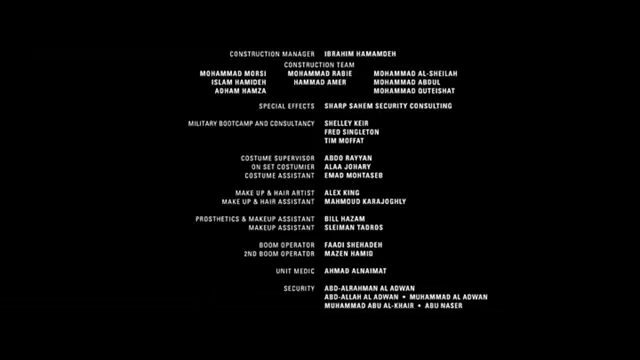 CONSTRUCTION MANAGER IBRAHIM HAMAMDEH
CONSTRUCTION TEAM
MOHAMMAD MORSI MOHAMMAD RABIE MOHAMMAD AL-SHEILAH
ISLAM HAMIDEH HAMMAD AMER MOHAMMAD ABDUL
ADHAM HAMZA MOHAMMAD QUTEISHAT
SPECIAL EFFECTS SHARP SAHEM SECURITY CONSULTING
MILITARY BOOTCAMP AND CONSULTANCY SHELLEY KEIR
FRED SINGLETON
TIM MOFFAT
COSTUME SUPERVISOR ABDO RAYYAN
ON SET COSTUMIER ALAA JOHARY
COSTUME ASSISTANT EMAD MOHTASEB
MAKE UP & HAIR ARTIST ALEX KING
MAKE UP & HAIR ASSISTANT MAHMOUD KARAJOGHLY
PROSTHETICS & MAKEUP ASSISTANT BILL HAZAM
MAKEUP ASSISTANT SLEIMAN TADROS
BOOM OPERATOR FAADI SHEHADEH
2ND BOOM OPERATOR MAZEN HAMID
UNIT MEDIC AHMAD ALNAIMAT
SECURITY ABD-ALRAHMAN AL ADWAN
ABD-ALLAH AL ADWAN • MUHAMMAD AL ADWAN
MUHAMMAD ABU AL-KHAIR • ABU NASER